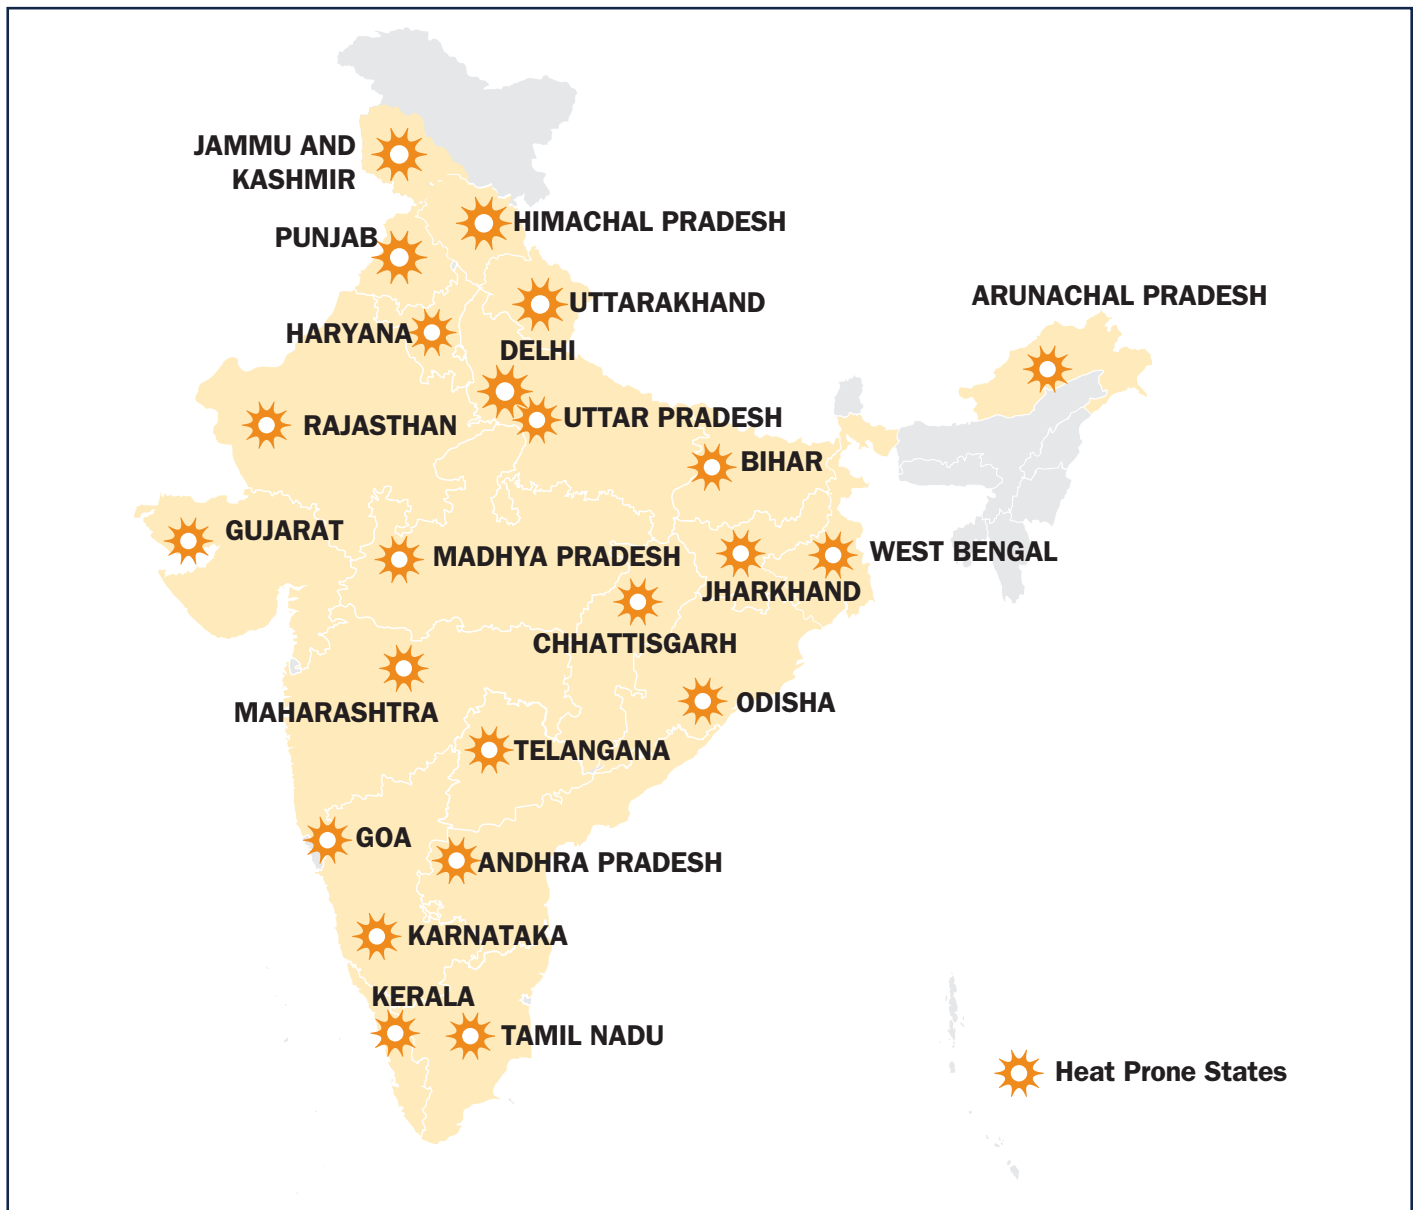 JAMMU AND
KASHMIR
HIMACHAL PRADESH
PUNJAB
ARUNACHAL PRADESH
UTTARAKHAND
HARYANA
DELHI
UTTAR PRADESH
RAJASTHAN
BIHAR
GUJARAT
MADHYA PRADESH
WEST BENGAL
JHARKHAND
CHHATTISGARH
ODISHA
MAHARASHTRA
TELANGANA
GOA
ANDHRA PRADESH
KARNATAKA
KERALA
TAMIL NADU
Heat Prone States